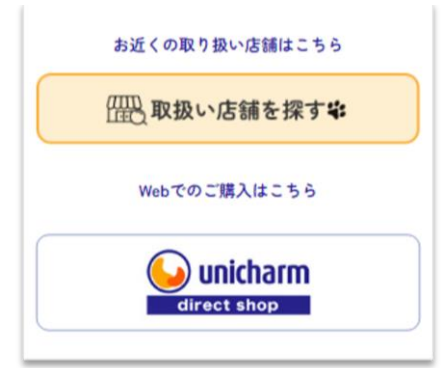 お近くの取り扱い店舗はこちら
取扱い店舗を探す
Webでのご購入はこちら
unicharm
direct shop